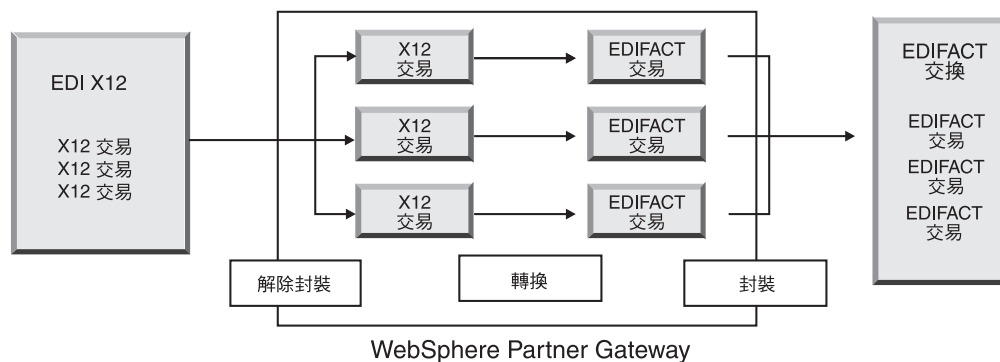 EDI X12
X12 交易
X12 交易
X12 交易
X12
交易
X12
交易
X12
交易
EDIFACT
交易
EDIFACT
交易
EDIFACT
交易
EDIFACT
交換
EDIFACT
交易
EDIFACT
交易
EDIFACT
交易
解除封裝
轉換
封裝
WebSphere Partner Gateway